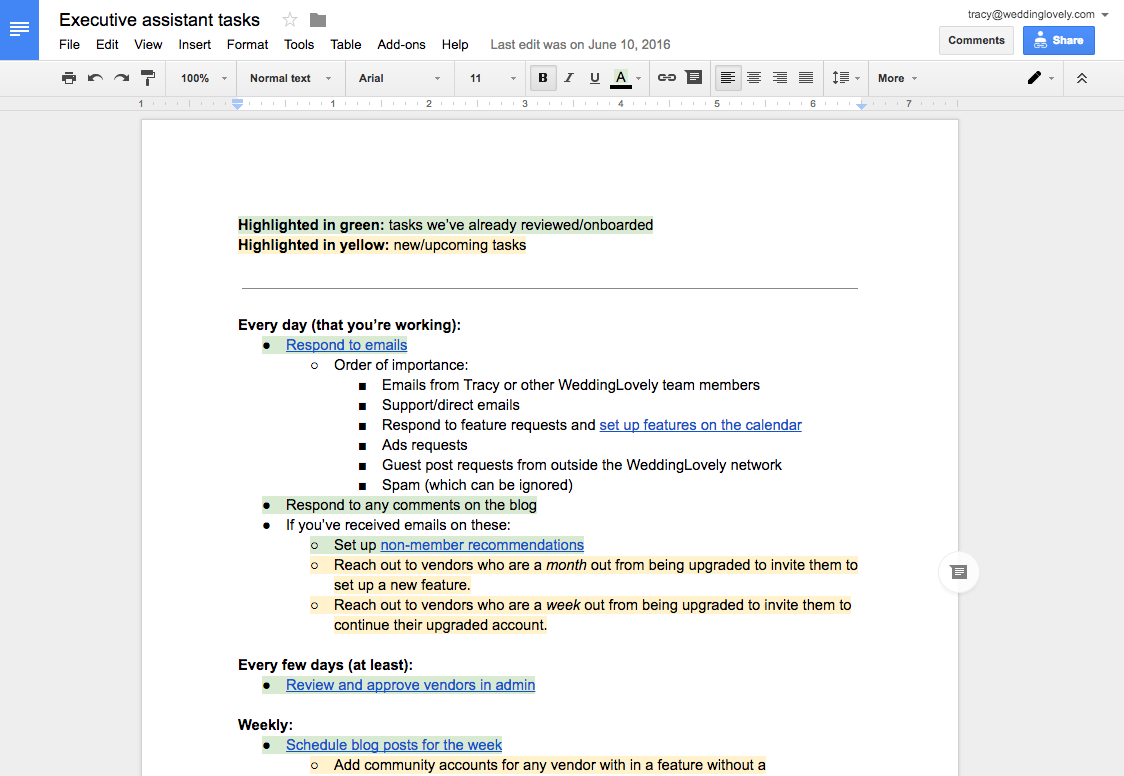 Executive assistant tasks
tracy@weddinglovely.com
File Edit View Insert Format Tools Table Add-ons Help Last edit was on June 10, 2016
Comments
Share
100% Normal text Arial 11 B I U A More
1 1 2 3 4 5 6 7
Highlighted in green: tasks we've already reviewed/onboarded
Highlighted in yellow: new/upcoming tasks
Every day (that you’re working):
● Respond to emails
○ Order of importance:
■ Emails from Tracy or other WeddingLovely team members
■ Support/direct emails
■ Respond to feature requests and set up features on the calendar
■ Ads requests
■ Guest post requests from outside the WeddingLovely network
■ Spam (which can be ignored)
● Respond to any comments on the blog
● If you’ve received emails on these:
○ Set up non-member recommendations
○ Reach out to vendors who are a month out from being upgraded to invite them to
set up a new feature.
○ Reach out to vendors who are a week out from being upgraded to invite them to
continue their upgraded account.
Every few days (at least):
● Review and approve vendors in admin
Weekly:
● Schedule blog posts for the week
○ Add community accounts for any vendor with in a feature without a